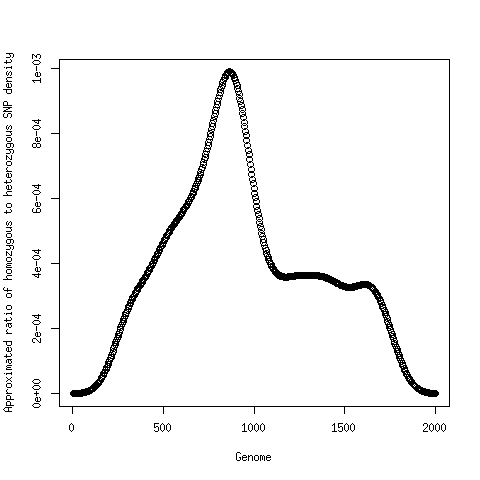 Approximated ratio of homozygous to heterozygous SNP density
1e-03
8e-04
6e-04
4e-04
2e-04
0e+00
0 500 1000 1500 2000
Genome